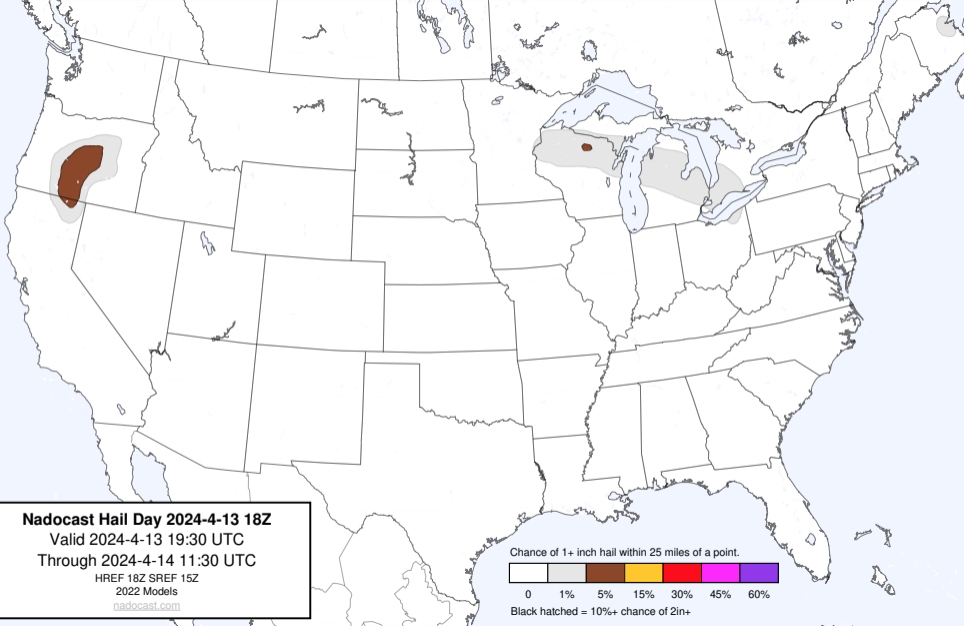 Nadocast Hail Day 2024-4-13 18Z
Valid 2024-4-13 19:30 UTC
Through 2024-4-14 11:30 UTC
HREF 18Z SREF 15Z
2022 Models
nadocast.com
Chance of 1+ inch hail within 25 miles of a point.
0 1% 5% 15% 30% 45% 60%
Black hatched = 10%+ chance of 2in+